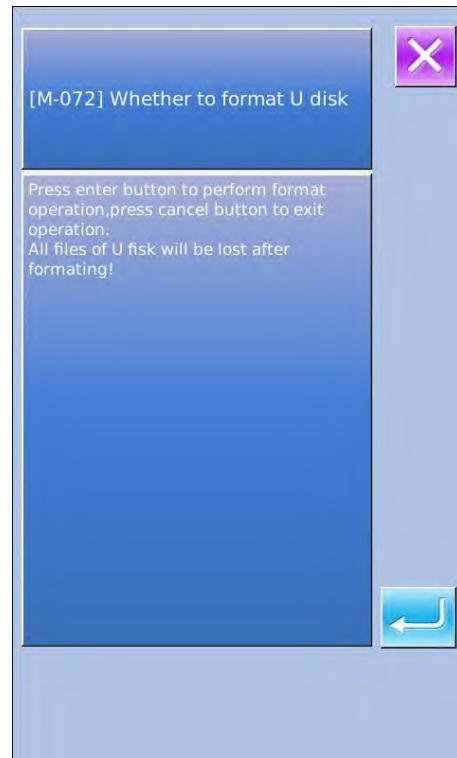 [M-072] Whether to format U disk
Press enter button to perform format
operation,press cancel button to exit
operation.
All files of U fisk will be lost after
formating!